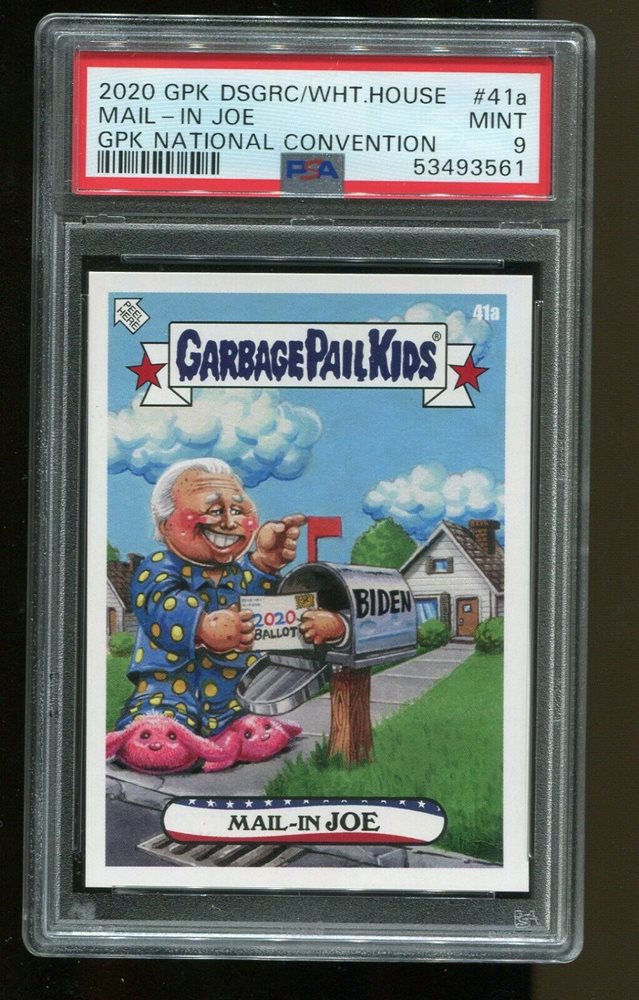 2020 GPK DSGRC/WHT.HOUSE #41a
MAIL-IN JOE MINT
GPK NATIONAL CONVENTION 9
PSA 53493561
PEEL HERE
41a
GARBAGE PAIL KIDS®
BIDEN
2020
BALLOT
MAIL-IN JOE
PSA